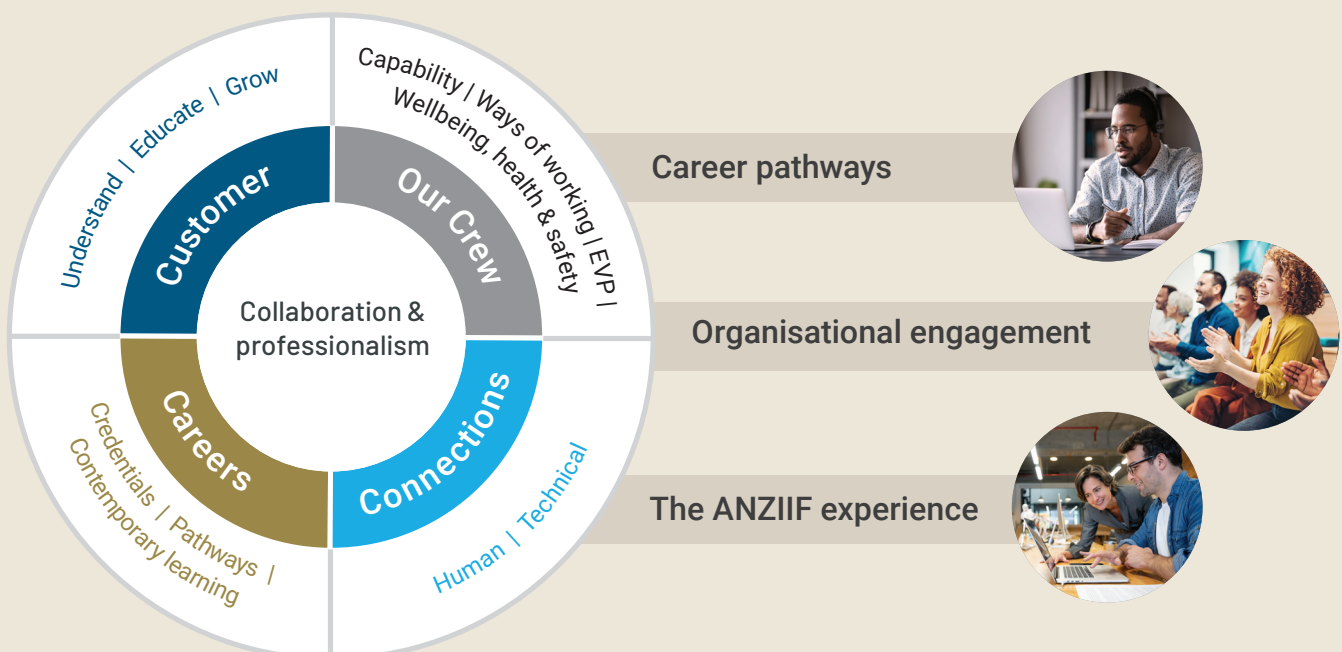 Understand | Educate | Grow
Customer
Capability | Ways of working | EVP |
Wellbeing, health & safety
Our Crew
Collaboration &
professionalism
Careers
Credentials | Pathways |
Contemporary learning
Connections
Human | Technical
Career pathways
Organisational engagement
The ANZIIF experience